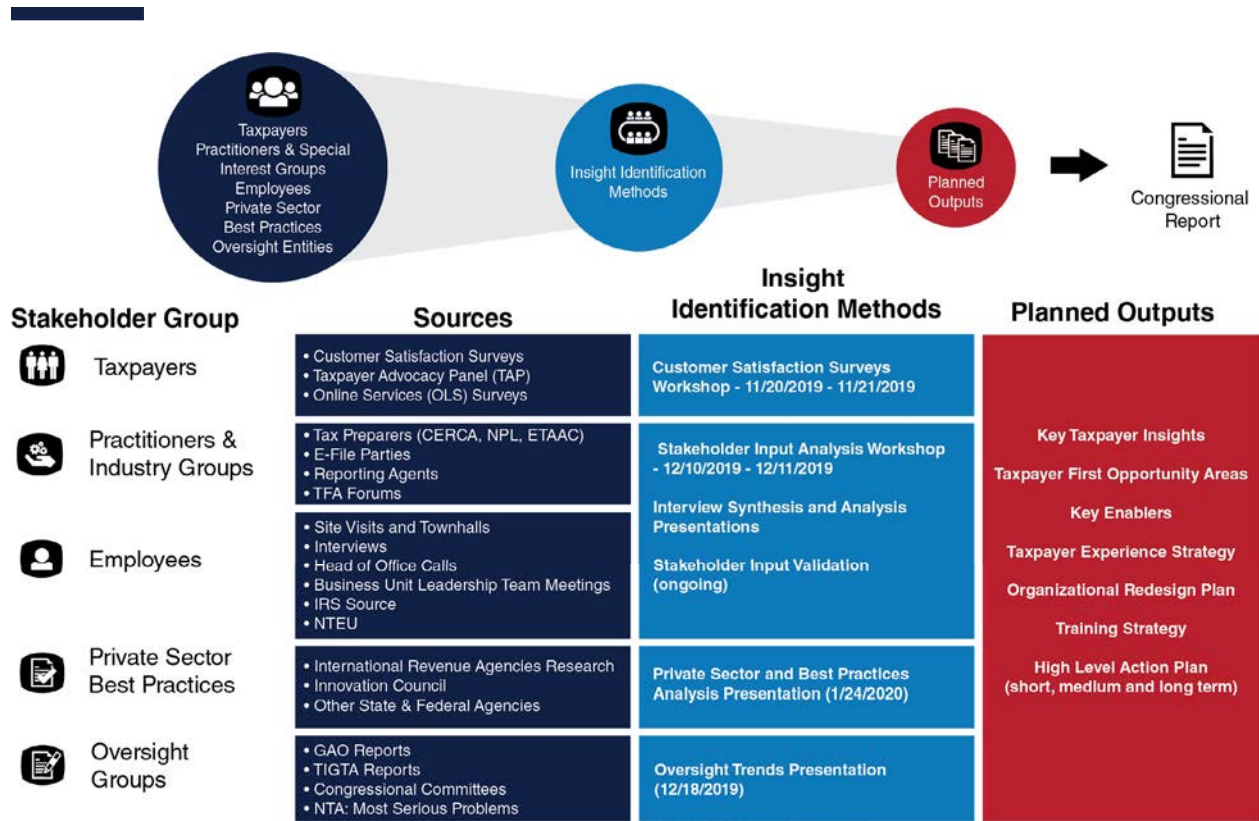 Taxpayers
Practitioners & Special
Interest Groups
Employees
Private Sector
Best Practices
Oversight Entities
Insight Identification
Methods
Planned
Outputs
Congressional
Report
Stakeholder Group
Sources
Insight
Identification Methods
Planned Outputs
Taxpayers
• Customer Satisfaction Surveys
• Taxpayer Advocacy Panel (TAP)
• Online Services (OLS) Surveys
Customer Satisfaction Surveys
Workshop - 11/20/2019 - 11/21/2019
Practitioners &
Industry Groups
• Tax Preparers (CERCA, NPL, ETAAC)
• E-File Parties
• Reporting Agents
• TFA Forums
Stakeholder Input Analysis Workshop
- 12/10/2019 - 12/11/2019
Interview Synthesis and Analysis
Presentations
Stakeholder Input Validation
(ongoing)
Employees
• Site Visits and Townhalls
• Interviews
• Head of Office Calls
• Business Unit Leadership Team Meetings
• IRS Source
• NTEU
Private Sector
Best Practices
• International Revenue Agencies Research
• Innovation Council
• Other State & Federal Agencies
Private Sector and Best Practices
Analysis Presentation (1/24/2020)
Oversight
Groups
• GAO Reports
• TIGTA Reports
• Congressional Committees
• NTA: Most Serious Problems
Oversight Trends Presentation
(12/18/2019)
Key Taxpayer Insights
Taxpayer First Opportunity Areas
Key Enablers
Taxpayer Experience Strategy
Organizational Redesign Plan
Training Strategy
High Level Action Plan
(short, medium and long term)